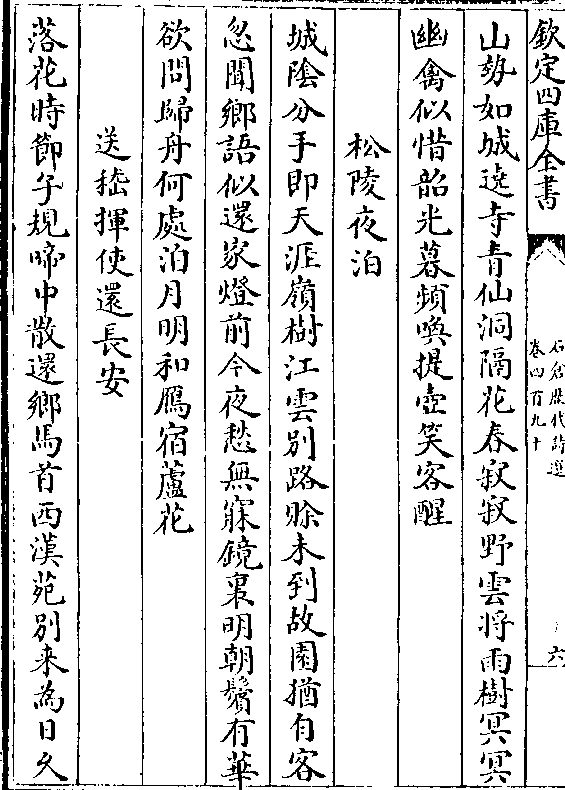 欽定四庫全書
石倉歷代詩選
卷四百九十
六
山勢如城遶寺青仙洞隔花春寂寂野雲將雨樹冥冥
幽禽似惜韶光暮頻喚提壺笑客醒
松陵夜泊
城陰分手即天涯嶺樹江雲別路賒未到故園猶自客
忽聞鄉語似還家燈前今夜愁無寐鏡裏明朝鬢有華
欲問歸舟何處泊月明和鴈宿蘆花
送嵇揮使還長安
落花時節子規啼中散還鄉馬首西漢苑別來為日久